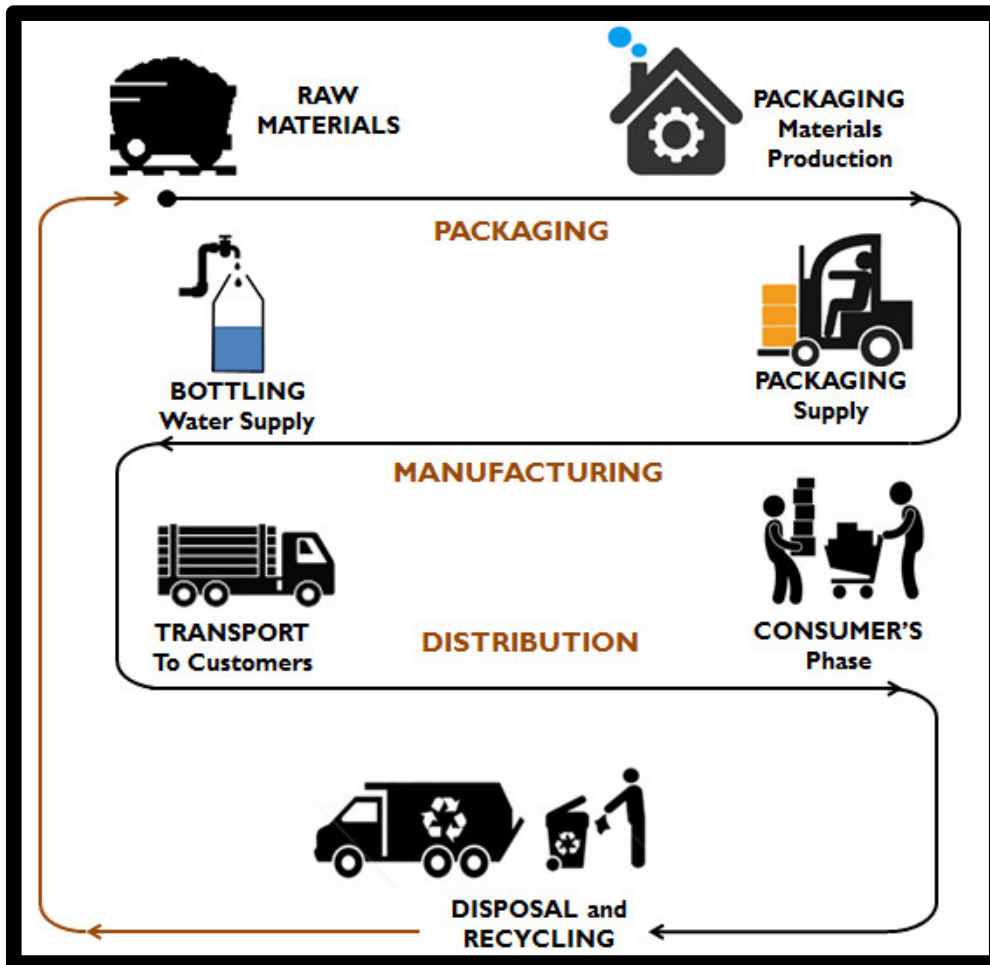 RAW
MATERIALS
PACKAGING
Materials
Production
PACKAGING
BOTTLING
Water Supply
PACKAGING
Supply
MANUFACTURING
TRANSPORT
To Customers
DISTRIBUTION
CONSUMER'S
Phase
DISPOSAL and
RECYCLING